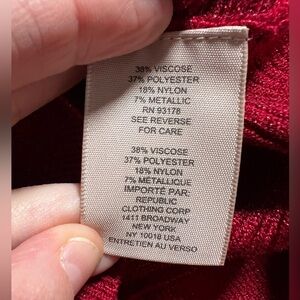 38% VISCOSE
37% POLYESTER
18% NYLON
7% METALLIC
RN 93178
SEE REVERSE
FOR CARE
38% VISCOSE
37% POLYESTER
18% NYLON
7% METALLIQUE
IMPORTÉ PAR:
REPUBLIC
CLOTHING CORP
1411 BROADWAY
NEW YORK
NY 10018 USA
ENTRETIEN AU VERSO